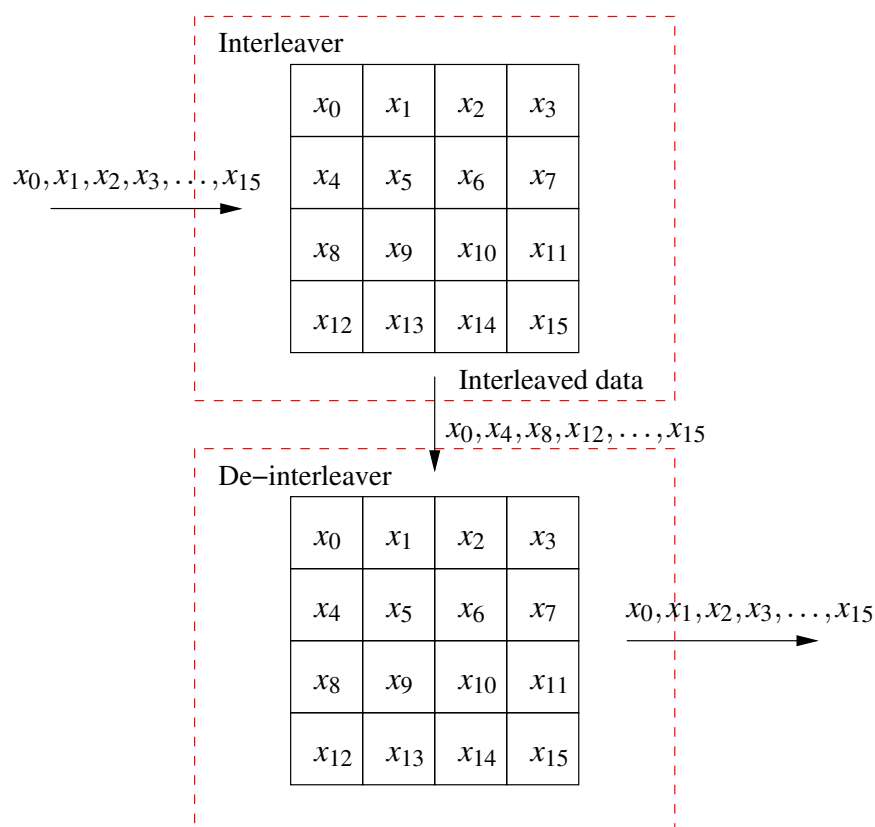 Interleaver
x₀ x₁ x₂ x₃
x₀,x₁,x₂,x₃,...,x₁₅
x₄ x₅ x₆ x₇
x₈ x₉ x₁₀ x₁₁
x₁₂ x₁₃ x₁₄ x₁₅
Interleaved data
x₀,x₄,x₈,x₁₂,...,x₁₅
De–interleaver
x₀ x₁ x₂ x₃
x₄ x₅ x₆ x₇
x₀,x₁,x₂,x₃,...,x₁₅
x₈ x₉ x₁₀ x₁₁
x₁₂ x₁₃ x₁₄ x₁₅